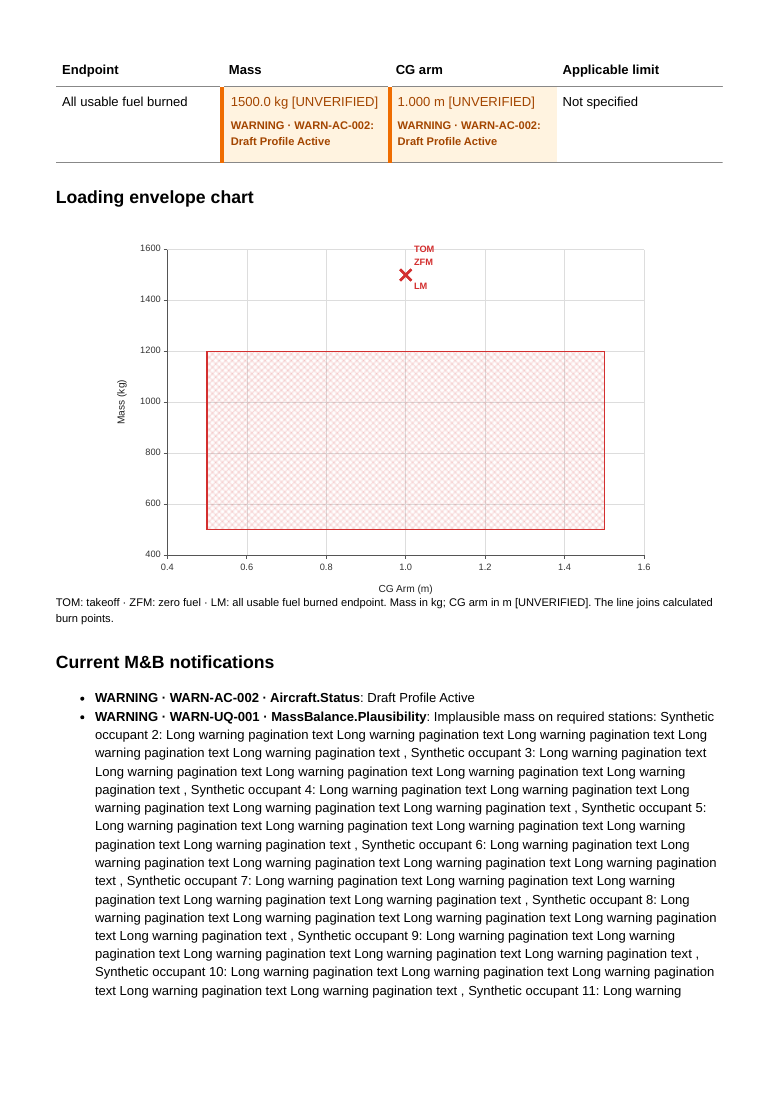 Endpoint Mass CG arm Applicable limit
All usable fuel burned 1500.0 kg [UNVERIFIED] 1.000 m [UNVERIFIED] Not specified
WARNING · WARN-AC-002: WARNING · WARN-AC-002:
Draft Profile Active Draft Profile Active
Loading envelope chart
1600
1400
1200
1000
800
600
400
Mass (kg)
TOM
ZFM
LM
0.4 0.6 0.8 1.0 1.2 1.4 1.6
CG Arm (m)
TOM: takeoff · ZFM: zero fuel · LM: all usable fuel burned endpoint. Mass in kg; CG arm in m [UNVERIFIED]. The line joins calculated
burn points.
Current M&B notifications
• WARNING · WARN-AC-002 · Aircraft.Status: Draft Profile Active
• WARNING · WARN-UQ-001 · MassBalance.Plausibility: Implausible mass on required stations: Synthetic
occupant 2: Long warning pagination text Long warning pagination text Long warning pagination text Long
warning pagination text Long warning pagination text , Synthetic occupant 3: Long warning pagination text
Long warning pagination text Long warning pagination text Long warning pagination text Long warning
pagination text , Synthetic occupant 4: Long warning pagination text Long warning pagination text Long
warning pagination text Long warning pagination text Long warning pagination text , Synthetic occupant 5:
Long warning pagination text Long warning pagination text Long warning pagination text Long warning
pagination text Long warning pagination text , Synthetic occupant 6: Long warning pagination text Long
warning pagination text Long warning pagination text Long warning pagination text Long warning pagination
text , Synthetic occupant 7: Long warning pagination text Long warning pagination text Long warning
pagination text Long warning pagination text Long warning pagination text , Synthetic occupant 8: Long
warning pagination text Long warning pagination text Long warning pagination text Long warning pagination
text Long warning pagination text , Synthetic occupant 9: Long warning pagination text Long warning
pagination text Long warning pagination text Long warning pagination text Long warning pagination text ,
Synthetic occupant 10: Long warning pagination text Long warning pagination text Long warning pagination
text Long warning pagination text Long warning pagination text , Synthetic occupant 11: Long warning